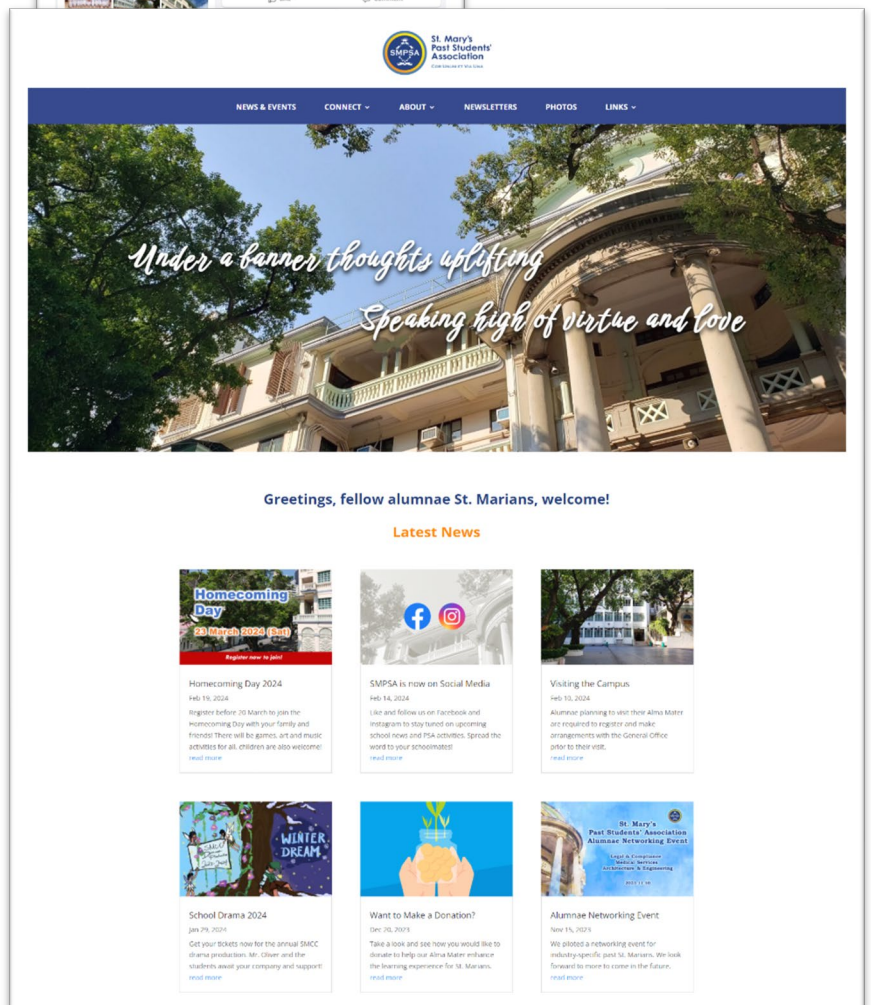 SMPSA
St. Mary's
Past Students'
Association
NEWS & EVENTS CONNECT ABOUT NEWSLETTERS PHOTOS LINKS
Under a banner thoughts uplifting
Speaking high of virtue and love
Greetings, fellow alumnae St. Marians, welcome!
Latest News
Homecoming
Day
23 March 2024 (Sat)
Register now to join!
Homecoming Day 2024
Feb 19, 2024
Register before 20 March to join the
Homecoming Day with your family and
friends! There will be games, art and music
activities for all, children are also welcome!
read more
SMPSA is now on Social Media
Feb 14, 2024
Like and follow us on Facebook and
Instagram to stay tuned on upcoming
school news and PSA activities. Spread the
word to your schoolmates!
read more
Visiting the Campus
Feb 10, 2024
Alumnae planning to visit their Alma Mater
are required to register and make
arrangements with the General Office
prior to their visit.
read more
WINTER
DREAM
School Drama 2024
Jan 29, 2024
Get your tickets now for the annual SMCC
drama production. Mr. Oliver and the
students await your company and support!
read more
Want to Make a Donation?
Dec 20, 2023
Take a look and see how you would like to
donate to help our Alma Mater enhance
the learning experience for St. Marians.
read more
St. Mary's
Past Students' Association
Alumnae Networking Event
Legal & Compliance
Medical Services
Architecture & Engineering
Alumnae Networking Event
Nov 15, 2023
We piloted a networking event for
industry-specific past St. Marians. We look
forward to more to come in the future.
read more